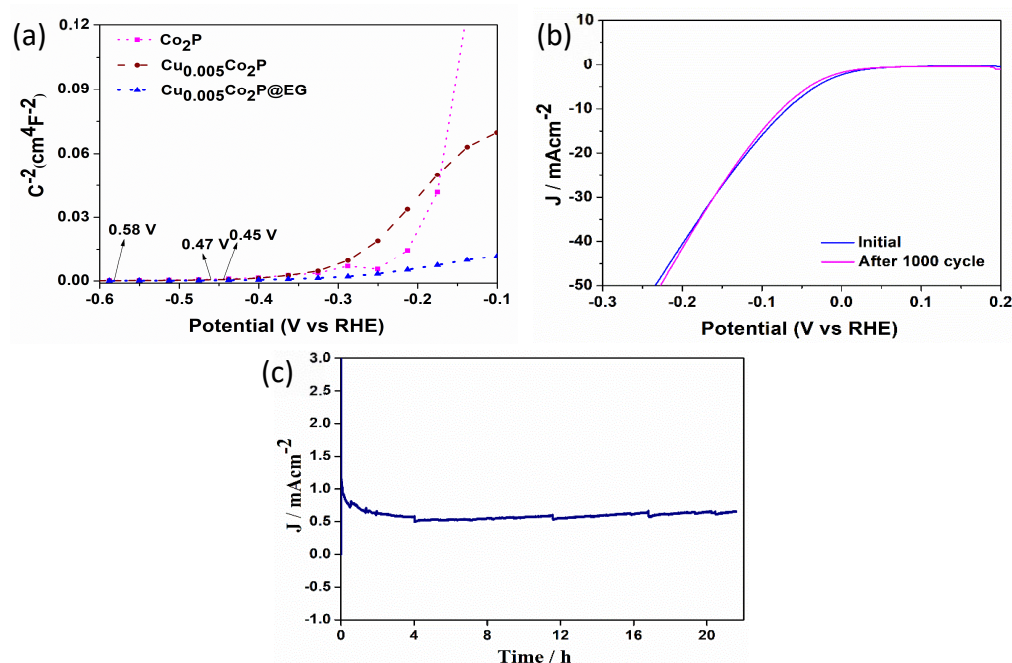 (a)
C-2(cm4F-2)
0.12
0.09
0.06
0.03
0.00
Co2P
Cu0.005Co2P
Cu0.005Co2P@EG
0.58 V
0.47 V
0.45 V
-0.6 -0.5 -0.4 -0.3 -0.2 -0.1
Potential (V vs RHE)
(b)
J / mAcm-2
10
0
-10
-20
-30
-40
-50
Initial
After 1000 cycle
-0.3 -0.2 -0.1 0.0 0.1 0.2
Potential (V vs RHE)
(c)
J / mAcm-2
3.0
2.5
2.0
1.5
1.0
0.5
0.0
-0.5
-1.0
0 4 8 12 16 20
Time / h